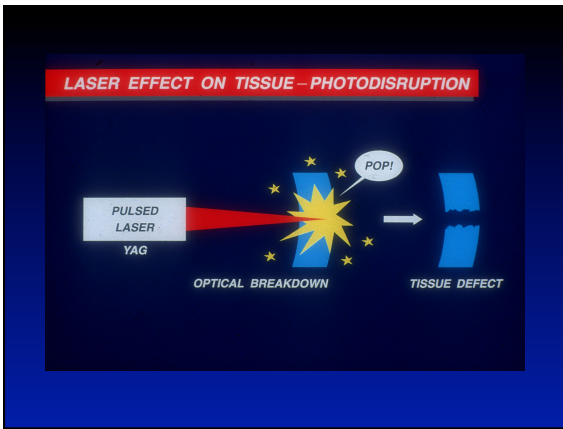 LASER EFFECT ON TISSUE – PHOTODISRUPTION
POP!
PULSED
LASER
YAG
OPTICAL BREAKDOWN
TISSUE DEFECT